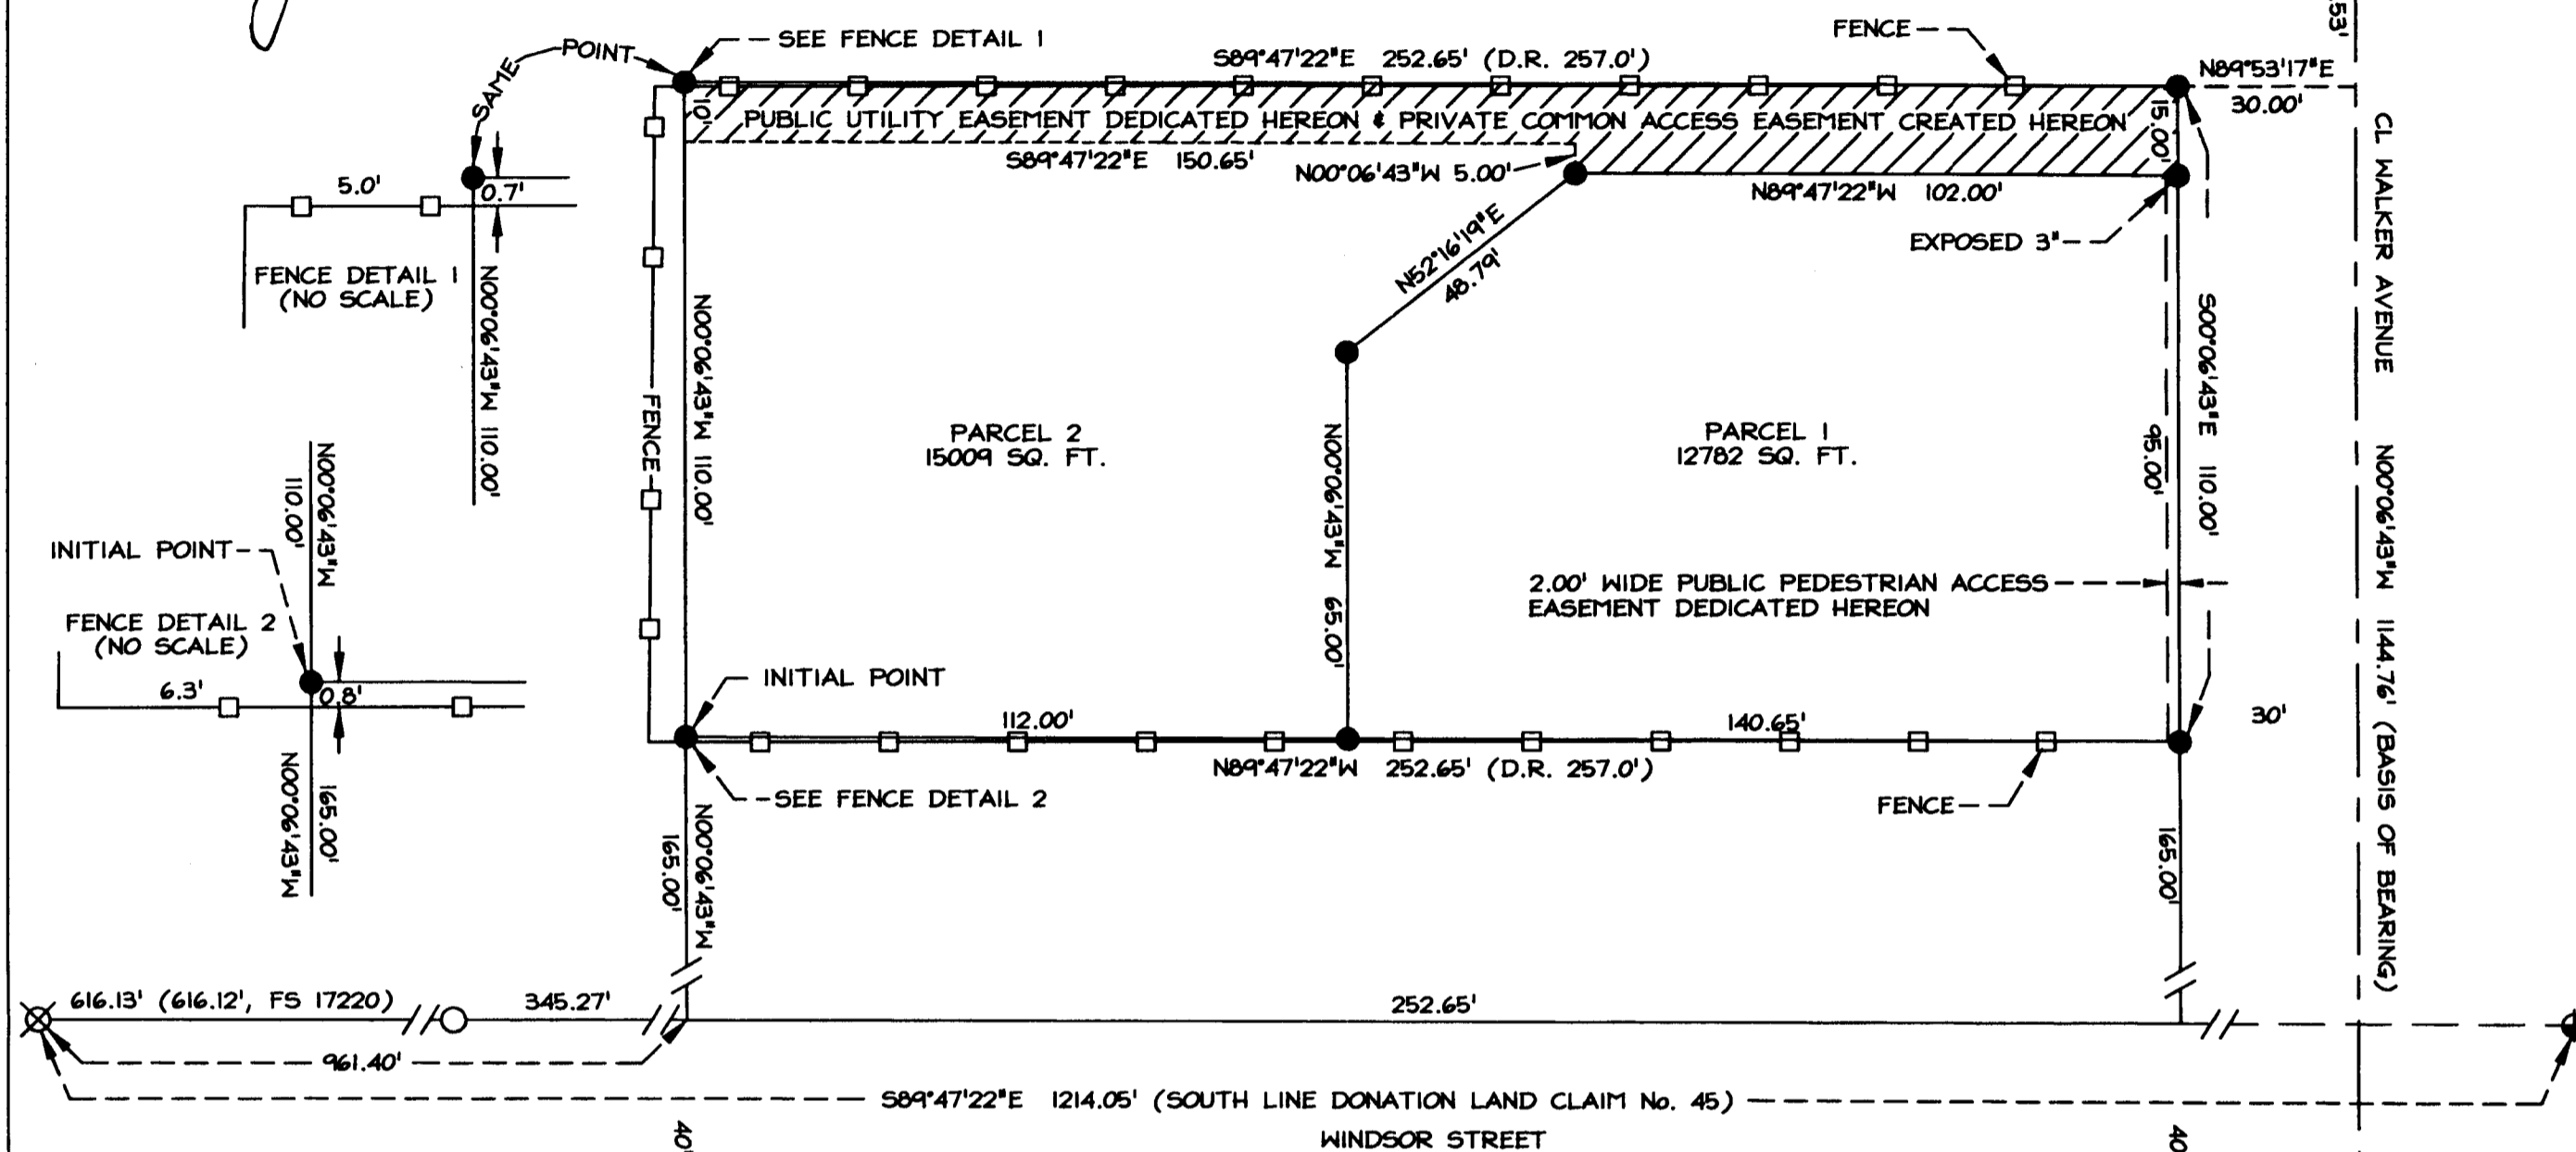 SEE FENCE DETAIL 1
SAME POINT
S89°47'22"E 252.65' (D.R. 257.0')
FENCE
53'
N89°53'17"E
30.00'
10'
PUBLIC UTILITY EASEMENT DEDICATED HEREON & PRIVATE COMMON ACCESS EASEMENT CREATED HEREON
15.00'
S89°47'22"E 150.65'
N00°06'43"W 5.00'
N89°47'22"W 102.00'
EXPOSED 3"
5.0'
0.7'
FENCE DETAIL 1
(NO SCALE)
N00°06'43"W 110.00'
FENCE
N00°06'43"W 110.00'
N52°16'19"E
48.79'
PARCEL 2
15009 SQ. FT.
PARCEL 1
12782 SQ. FT.
N00°06'43"W 65.00'
95.00'
S00°06'43"E 110.00'
CL WALKER AVENUE N00°06'43"W 1144.76' (BASIS OF BEARING)
2.00' WIDE PUBLIC PEDESTRIAN ACCESS
EASEMENT DEDICATED HEREON
N00°06'43"W
110.00'
INITIAL POINT
FENCE DETAIL 2
(NO SCALE)
6.3'
0.8'
165.00'
N00°06'43"W
INITIAL POINT
112.00'
140.65'
30'
N89°47'22"W 252.65' (D.R. 257.0')
SEE FENCE DETAIL 2
FENCE
N00°06'43"W
165.00'
165.00'
616.13' (616.12', FS 17220)
345.27'
252.65'
961.40'
S89°47'22"E 1214.05' (SOUTH LINE DONATION LAND CLAIM No. 45)
WINDSOR STREET
40'
40